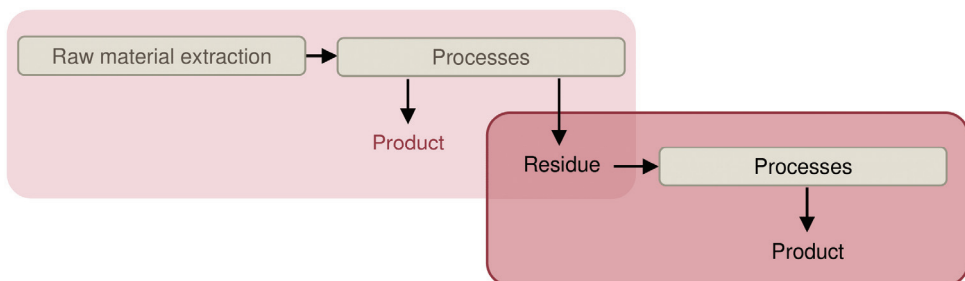 Raw material extraction
Processes
Product
Residue
Processes
Product